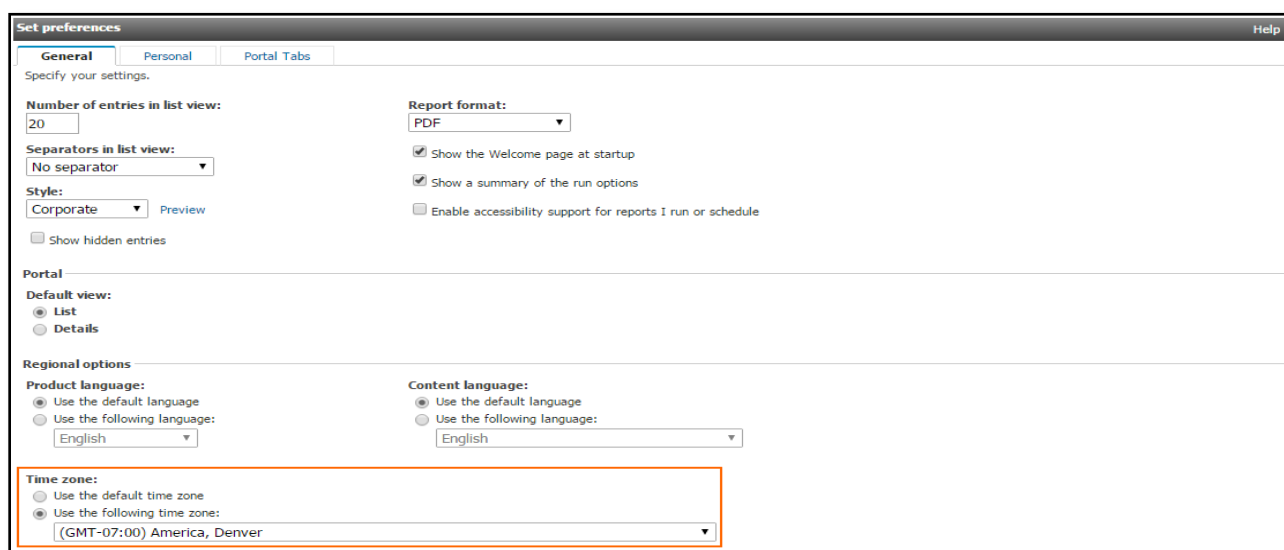 Set preferences
Help
General
Personal
Portal Tabs
Specify your settings.
Number of entries in list view:
20
Separators in list view:
No separator
Style:
Corporate
Preview
Show hidden entries
Report format:
PDF
Show the Welcome page at startup
Show a summary of the run options
Enable accessibility support for reports I run or schedule
Portal
Default view:
List
Details
Regional options
Product language:
Use the default language
Use the following language:
English
Content language:
Use the default language
Use the following language:
English
Time zone:
Use the default time zone
Use the following time zone:
(GMT-07:00) America, Denver